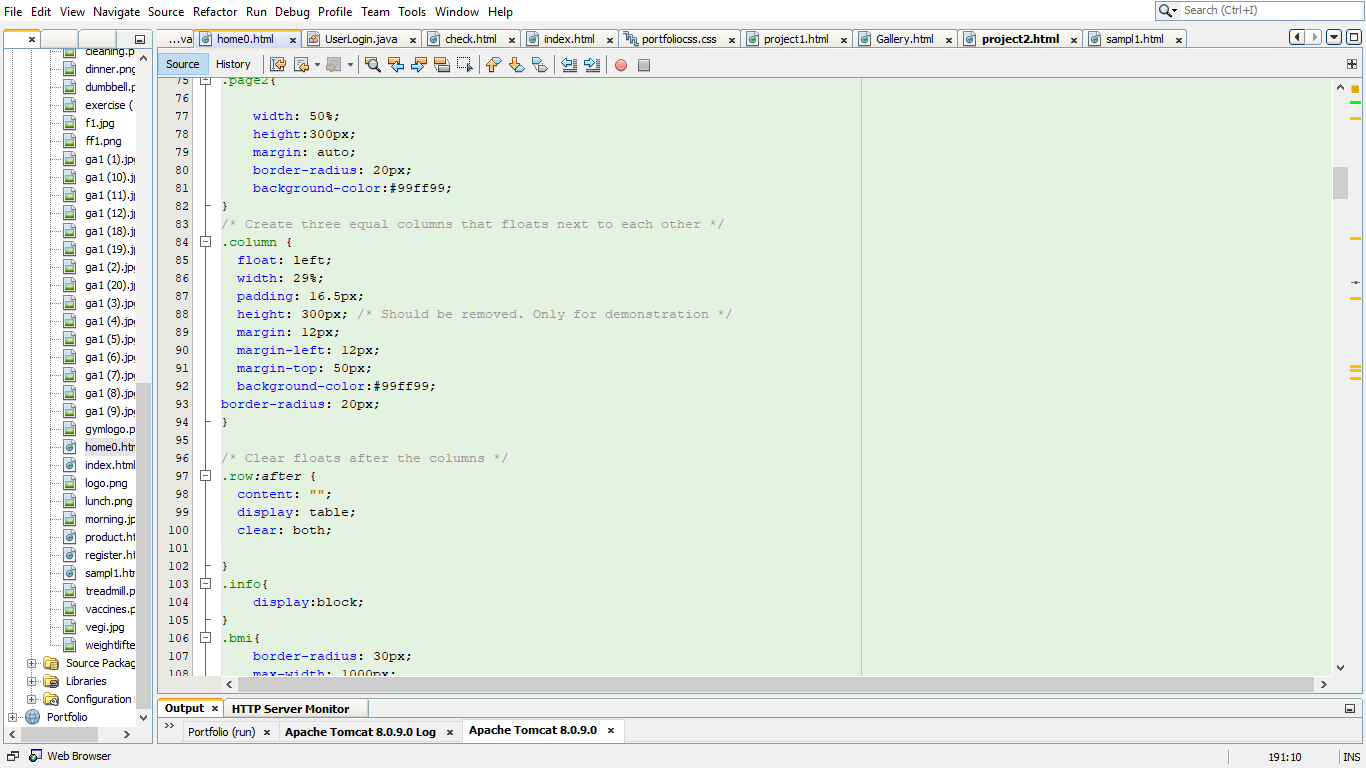 File Edit View Navigate Source Refactor Run Debug Profile Team Tools Window Help
Search (Ctrl+I)
...va home0.html UserLogin.java check.html index.html portfoliocss.css project1.html Gallery.html project2.html sampl1.html
Source History
cleaning.p
dinner.png
dumbbell.p
exercise (
f1.jpg
ff1.png
ga1 (1).jpg
ga1 (10).j
ga1 (11).j
ga1 (12).j
ga1 (18).j
ga1 (19).j
ga1 (2).jpg
ga1 (20).j
ga1 (3).jpg
ga1 (4).jpg
ga1 (5).jpg
ga1 (6).jpg
ga1 (7).jpg
ga1 (8).jpg
ga1 (9).jpg
gymlogo.p
home0.htm
index.html
logo.png
lunch.png
morning.jp
product.ht
register.ht
sampl1.htm
treadmill.p
vaccines.p
vegi.jpg
weightlifte
Source Packag
Libraries
Configuration
Portfolio
75 .page2{
76
77 width: 50%;
78 height:300px;
79 margin: auto;
80 border-radius: 20px;
81 background-color:#99ff99;
82 }
83 /* Create three equal columns that floats next to each other */
84 .column {
85 float: left;
86 width: 29%;
87 padding: 16.5px;
88 height: 300px; /* Should be removed. Only for demonstration */
89 margin: 12px;
90 margin-left: 12px;
91 margin-top: 50px;
92 background-color:#99ff99;
93 border-radius: 20px;
94 }
95
96 /* Clear floats after the columns */
97 .row:after {
98 content: "";
99 display: table;
100 clear: both;
101
102 }
103 .info{
104 display:block;
105 }
106 .bmi{
107 border-radius: 30px;
108 max-width: 1000px;
Output HTTP Server Monitor
Portfolio (run) Apache Tomcat 8.0.9.0 Log Apache Tomcat 8.0.9.0
Web Browser
191:10 INS